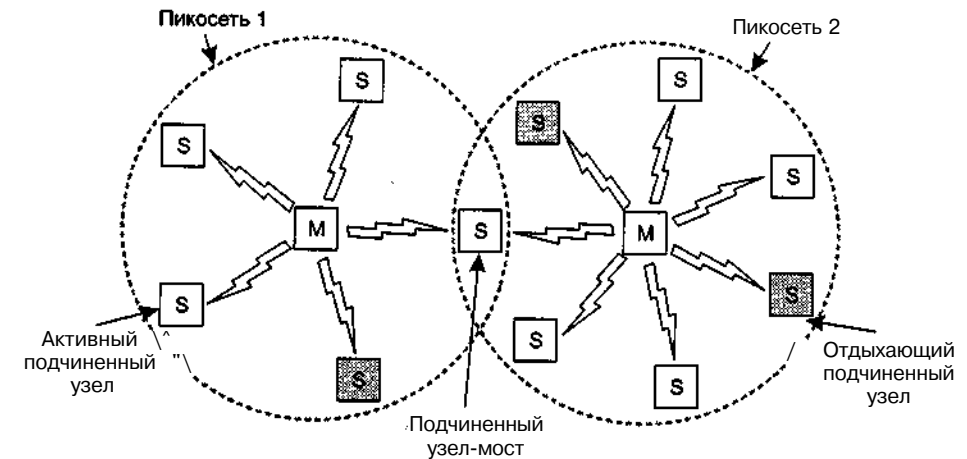 Пикосеть 1
Пикосеть 2
S
S
S
S
S
M
S
M
S
S
S
S
S
S
Активный
подчиненный
узел
Отдыхающий
подчиненный
узел
Подчиненный
узел-мост